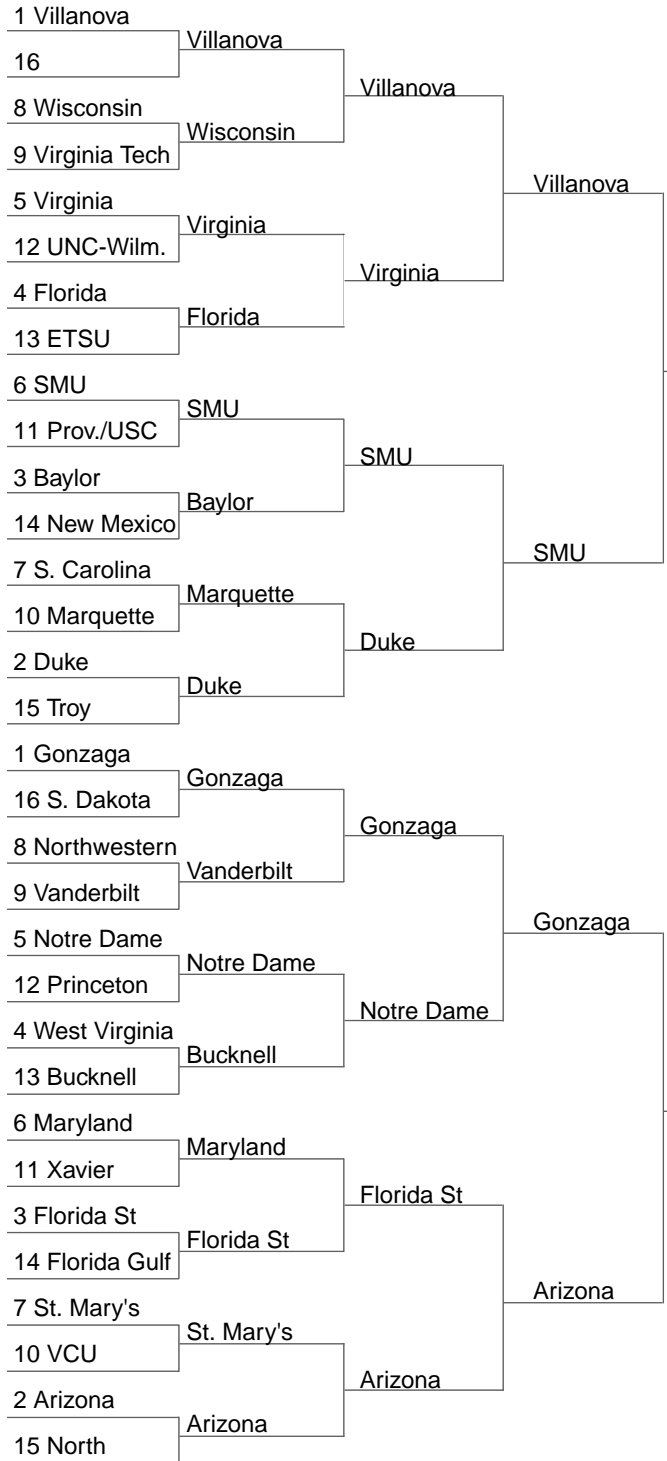 1 Villanova
16
8 Wisconsin
9 Virginia Tech
5 Virginia
12 UNC-Wilm.
4 Florida
13 ETSU
6 SMU
11 Prov./USC
3 Baylor
14 New Mexico
7 S. Carolina
10 Marquette
2 Duke
15 Troy
1 Gonzaga
16 S. Dakota
8 Northwestern
9 Vanderbilt
5 Notre Dame
12 Princeton
4 West Virginia
13 Bucknell
6 Maryland
11 Xavier
3 Florida St
14 Florida Gulf
7 St. Mary's
10 VCU
2 Arizona
15 North
Villanova
Wisconsin
Virginia
Florida
SMU
Baylor
Marquette
Duke
Gonzaga
Vanderbilt
Notre Dame
Bucknell
Maryland
Florida St
St. Mary's
Arizona
Villanova
Virginia
SMU
Duke
Gonzaga
Notre Dame
Florida St
Arizona
Villanova
SMU
Gonzaga
Arizona